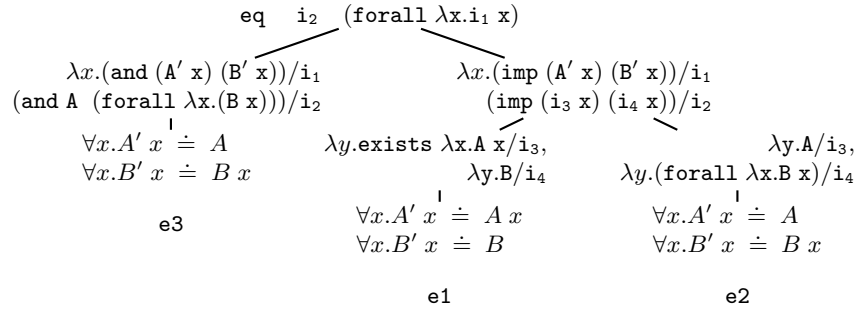 eq i₂ (forall λx.i₁ x)
λx.(and (A′ x) (B′ x))/i₁
(and A (forall λx.(B x)))/i₂
λx.(imp (A′ x) (B′ x))/i₁
(imp (i₃ x) (i₄ x))/i₂
∀x.A′ x ≐ A
∀x.B′ x ≐ B x
e3
λy.exists λx.A x/i₃,
λy.B/i₄
∀x.A′ x ≐ A x
∀x.B′ x ≐ B
e1
λy.A/i₃,
λy.(forall λx.B x)/i₄
∀x.A′ x ≐ A
∀x.B′ x ≐ B x
e2